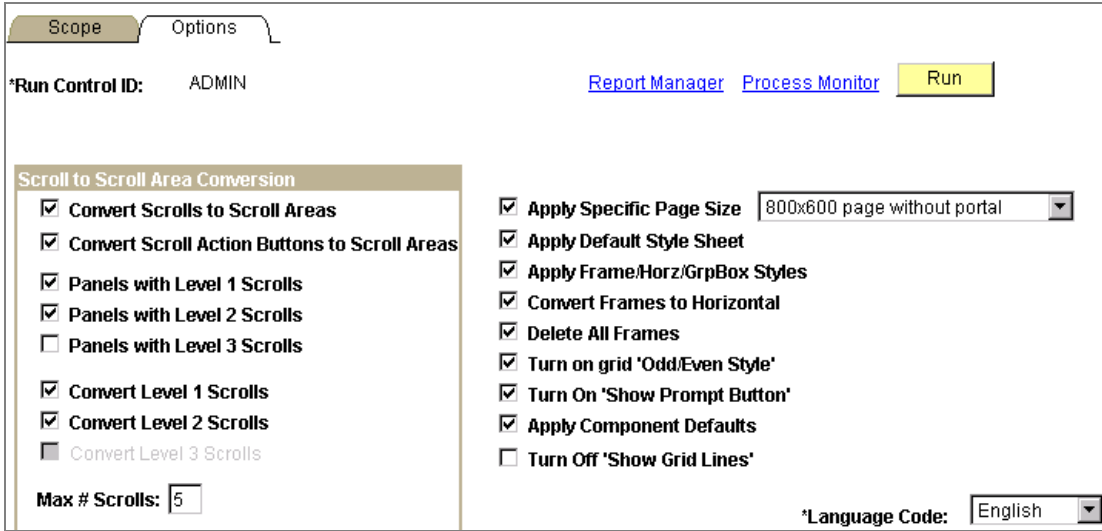 Scope Options
*Run Control ID: ADMIN Report Manager Process Monitor Run
Scroll to Scroll Area Conversion
Convert Scrolls to Scroll Areas
Convert Scroll Action Buttons to Scroll Areas
Panels with Level 1 Scrolls
Panels with Level 2 Scrolls
Panels with Level 3 Scrolls
Convert Level 1 Scrolls
Convert Level 2 Scrolls
Convert Level 3 Scrolls
Max # Scrolls: 5
Apply Specific Page Size 800x600 page without portal
Apply Default Style Sheet
Apply Frame/Horz/GrpBox Styles
Convert Frames to Horizontal
Delete All Frames
Turn on grid 'Odd/Even Style'
Turn On 'Show Prompt Button'
Apply Component Defaults
Turn Off 'Show Grid Lines'
*Language Code: English